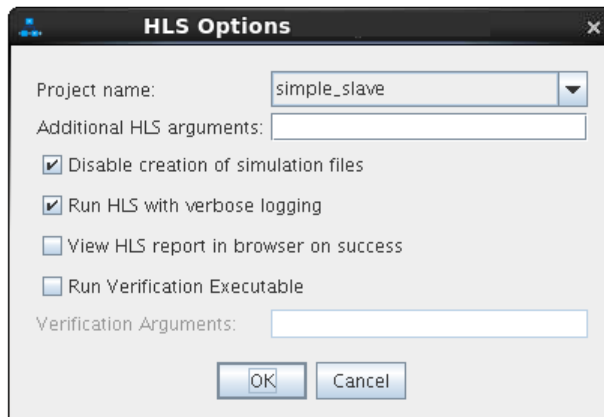 HLS Options
Project name: simple_slave
Additional HLS arguments:
Disable creation of simulation files
Run HLS with verbose logging
View HLS report in browser on success
Run Verification Executable
Verification Arguments:
OK Cancel